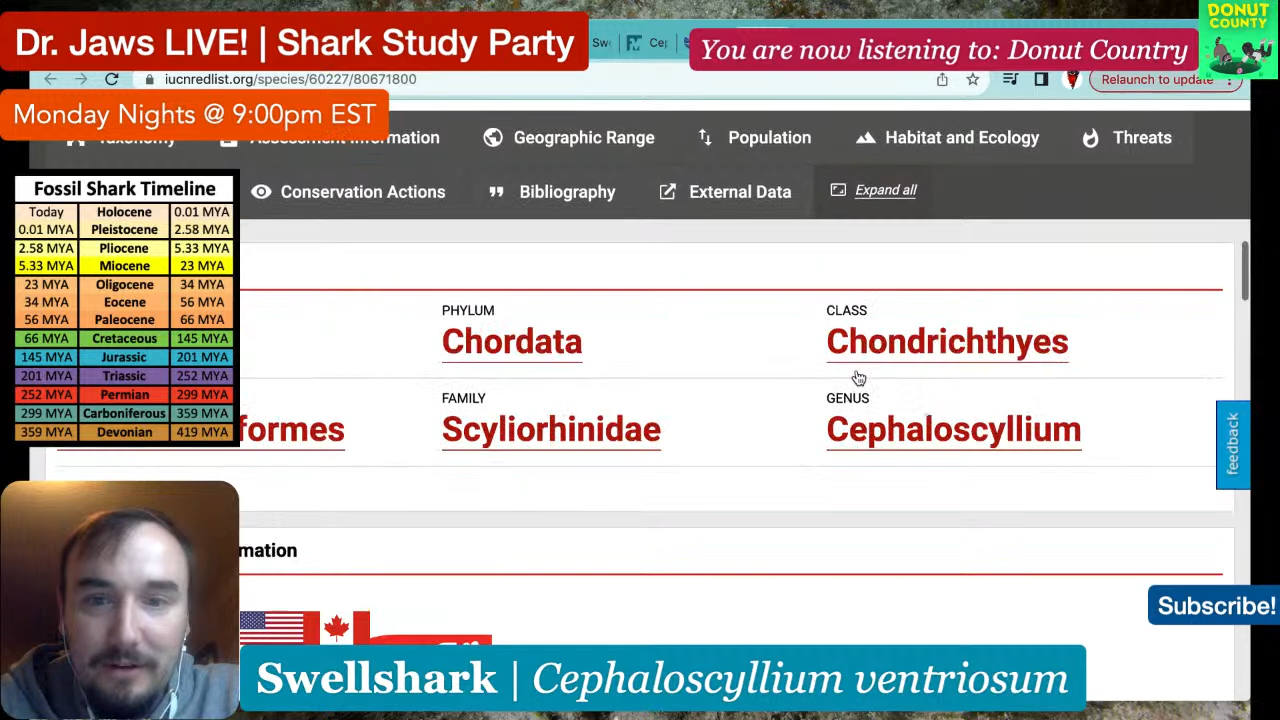 Dr. Jaws LIVE! | Shark Study Party
You are now listening to: Donut Country
DONUT
COUNTY
iucnredlist.org/species/60227/80671800
Relaunch to update
Monday Nights @ 9:00pm EST
Taxonomy
Assessment Information
Geographic Range
Population
Habitat and Ecology
Threats
Conservation Actions
Bibliography
External Data
Expand all
Fossil Shark Timeline
Today Holocene 0.01 MYA
0.01 MYA Pleistocene 2.58 MYA
2.58 MYA Pliocene 5.33 MYA
5.33 MYA Miocene 23 MYA
23 MYA Oligocene 34 MYA
34 MYA Eocene 56 MYA
56 MYA Paleocene 66 MYA
66 MYA Cretaceous 145 MYA
145 MYA Jurassic 201 MYA
201 MYA Triassic 252 MYA
252 MYA Permian 299 MYA
299 MYA Carboniferous 359 MYA
359 MYA Devonian 419 MYA
PHYLUM
Chordata
CLASS
Chondrichthyes
formes
FAMILY
Scyliorhinidae
GENUS
Cephaloscyllium
feedback
mation
Subscribe!
Swellshark | Cephaloscyllium ventriosum